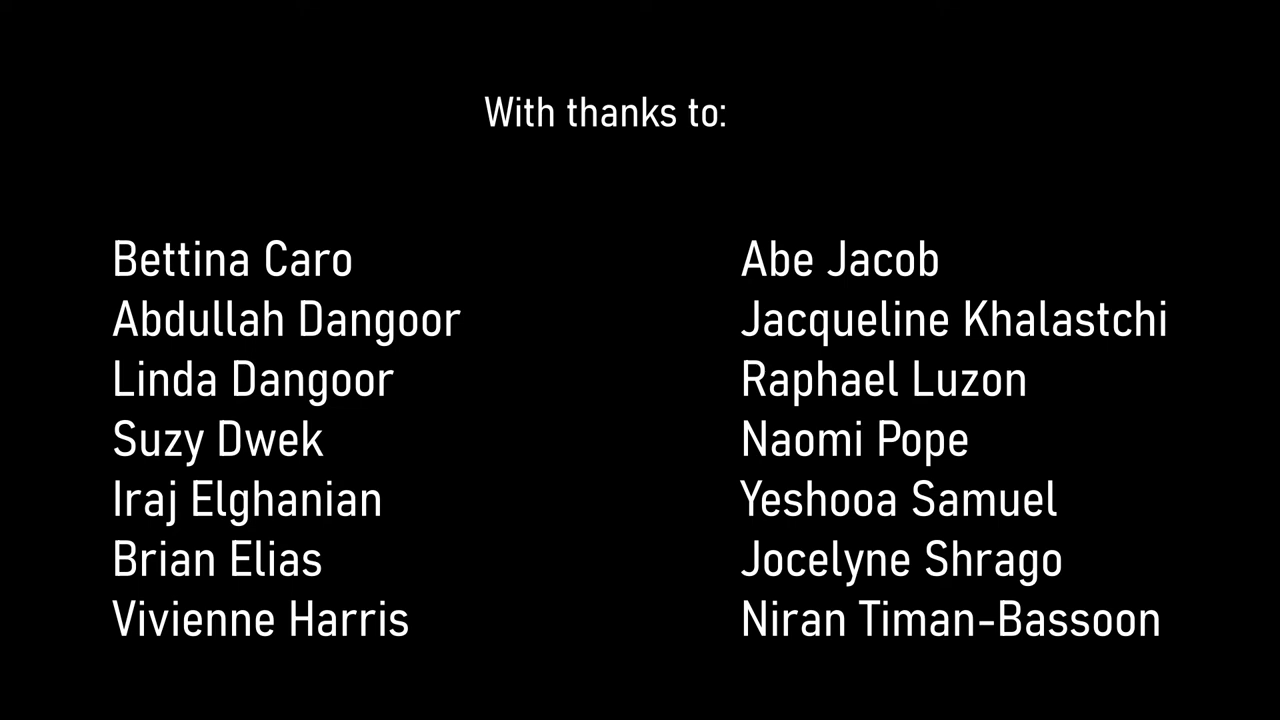 With thanks to:
Bettina Caro
Abdullah Dangoor
Linda Dangoor
Suzy Dwek
Iraj Elghanian
Brian Elias
Vivienne Harris
Abe Jacob
Jacqueline Khalastchi
Raphael Luzon
Naomi Pope
Yeshooa Samuel
Jocelyne Shrago
Niran Timan-Bassoon